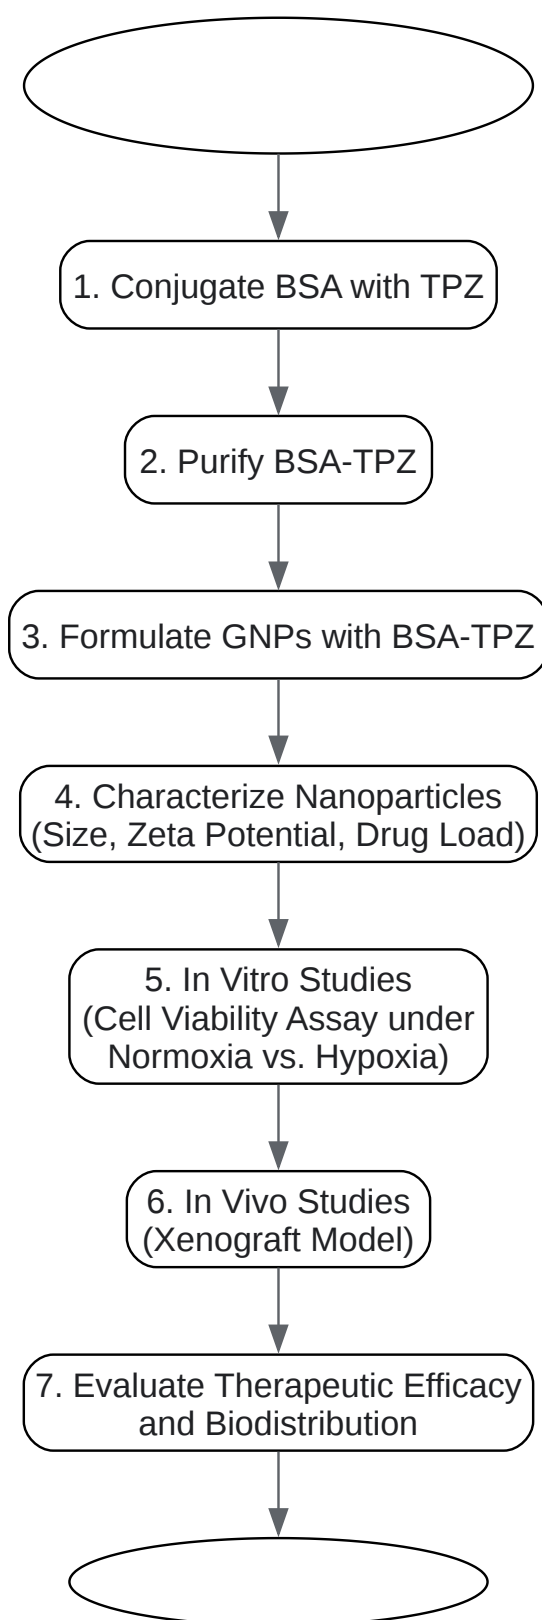 1. Conjugate BSA with TPZ
2. Purify BSA-TPZ
3. Formulate GNPs with BSA-TPZ
4. Characterize Nanoparticles
(Size, Zeta Potential, Drug Load)
5. In Vitro Studies
(Cell Viability Assay under
Normoxia vs. Hypoxia)
6. In Vivo Studies
(Xenograft Model)
7. Evaluate Therapeutic Efficacy
and Biodistribution